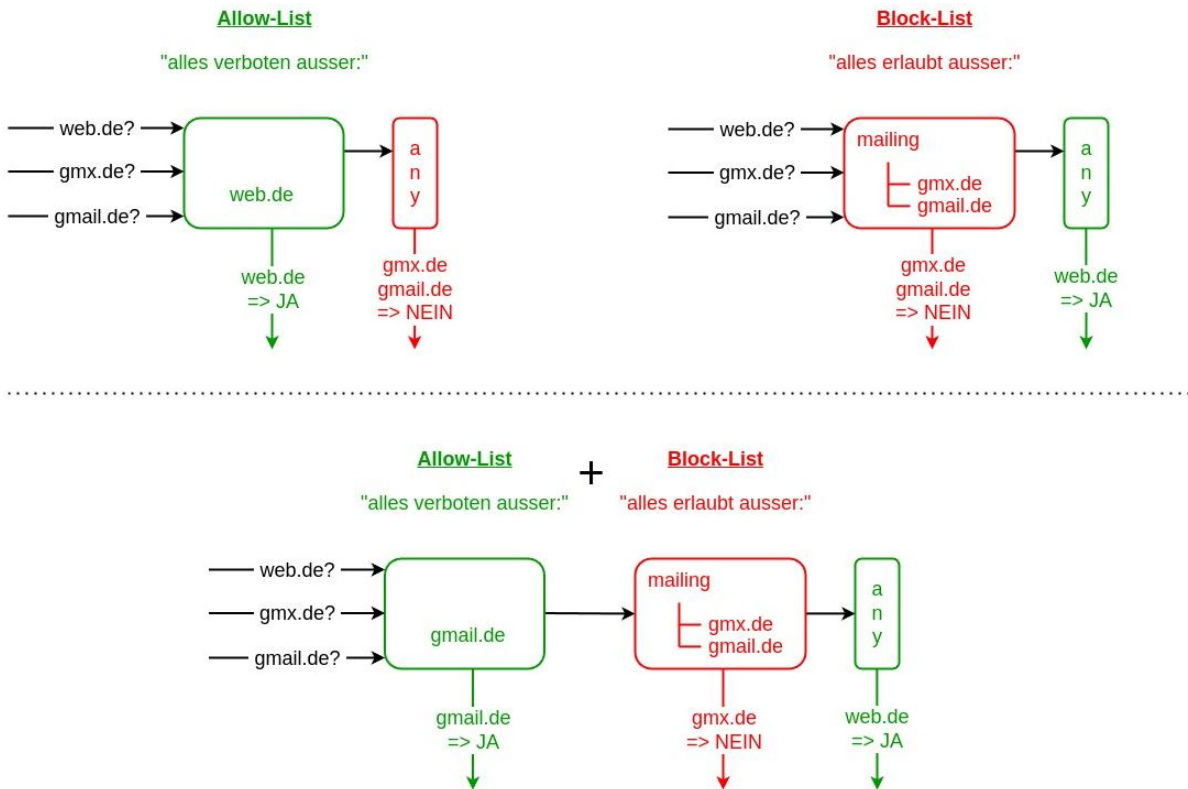 Allow-List
"alles verboten ausser:"
web.de?
gmx.de?
gmail.de?
web.de
a
n
y
web.de
=> JA
gmx.de
gmail.de
=> NEIN
Block-List
"alles erlaubt ausser:"
web.de?
gmx.de?
gmail.de?
mailing
gmx.de
gmail.de
a
n
y
gmx.de
gmail.de
=> NEIN
web.de
=> JA
Allow-List
+
Block-List
"alles verboten ausser:"
"alles erlaubt ausser:"
web.de?
gmx.de?
gmail.de?
gmail.de
mailing
gmx.de
gmail.de
a
n
y
gmail.de
=> JA
gmx.de
=> NEIN
web.de
=> JA